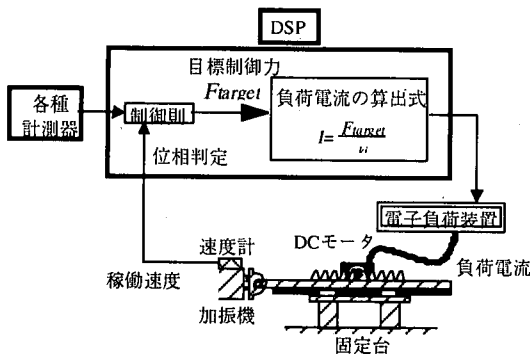 DSP
目標制御力
Ftarget
各種
計測器
制御則
負荷電流の算出式
I= Ftarget
位相判定
電子負荷装置
速度計
DCモータ
負荷電流
稼働速度
加振機
固定台